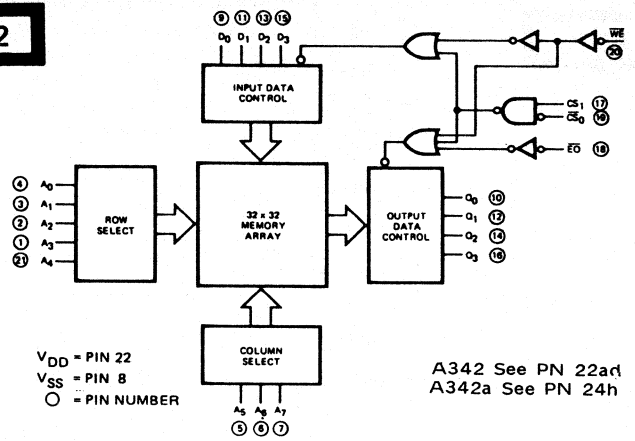 2
⑨ ⑪ ⑬ ⑮
D0 D1 D2 D3
WE
⑳
INPUT DATA
CONTROL
CS1 ⑰
CS0 ⑲
EO ⑱
④ A0
③ A1
② A2
① A3
㉑ A4
ROW
SELECT
32 x 32
MEMORY
ARRAY
OUTPUT
DATA
CONTROL
Q0 ⑩
Q1 ⑫
Q2 ⑭
Q3 ⑯
COLUMN
SELECT
A5 A6 A7
⑤ ⑥ ⑦
VDD = PIN 22
VSS = PIN 8
○ = PIN NUMBER
A342 See PN 22ad
A342a See PN 24h